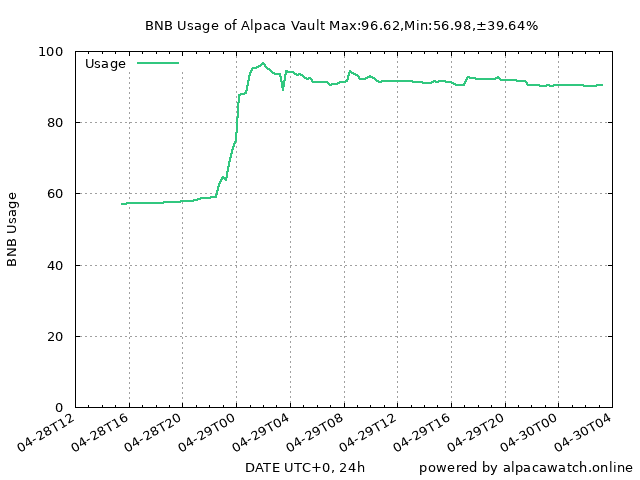 BNB Usage of Alpaca Vault Max:96.62,Min:56.98,±39.64%
Usage
BNB Usage
100
80
60
40
20
0
04-28T12
04-28T16
04-28T20
04-29T00
04-29T04
04-29T08
04-29T12
04-29T16
04-29T20
04-30T00
04-30T04
DATE UTC+0, 24h
powered by alpacawatch.online